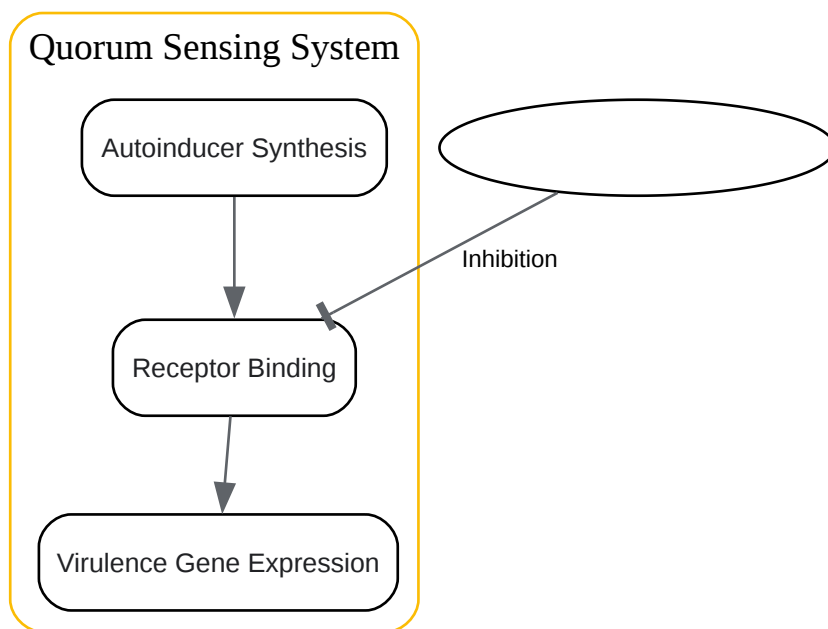 Quorum Sensing System
Autoinducer Synthesis
Inhibition
Receptor Binding
Virulence Gene Expression